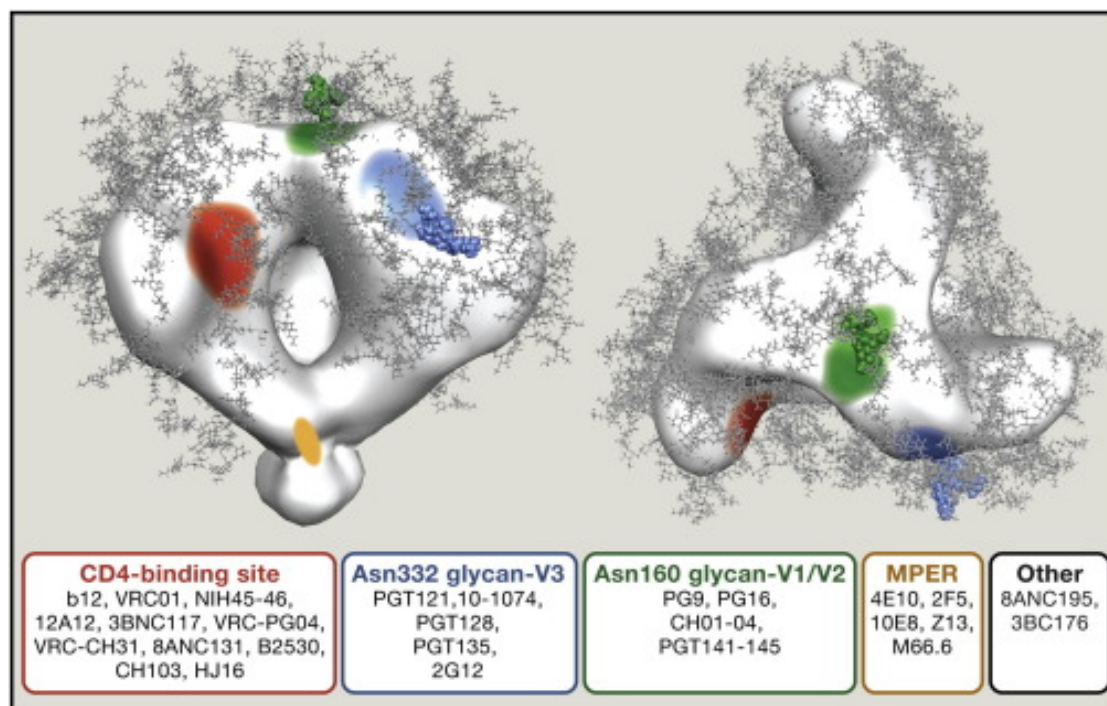 CD4-binding site
b12, VRC01, NIH45-46,
12A12, 3BNC117, VRC-PG04,
VRC-CH31, 8ANC131, B2530,
CH103, HJ16
Asn332 glycan-V3
PGT121,10-1074,
PGT128,
PGT135,
2G12
Asn160 glycan-V1/V2
PG9, PG16,
CH01-04,
PGT141-145
MPER
4E10, 2F5,
10E8, Z13,
M66.6
Other
8ANC195,
3BC176